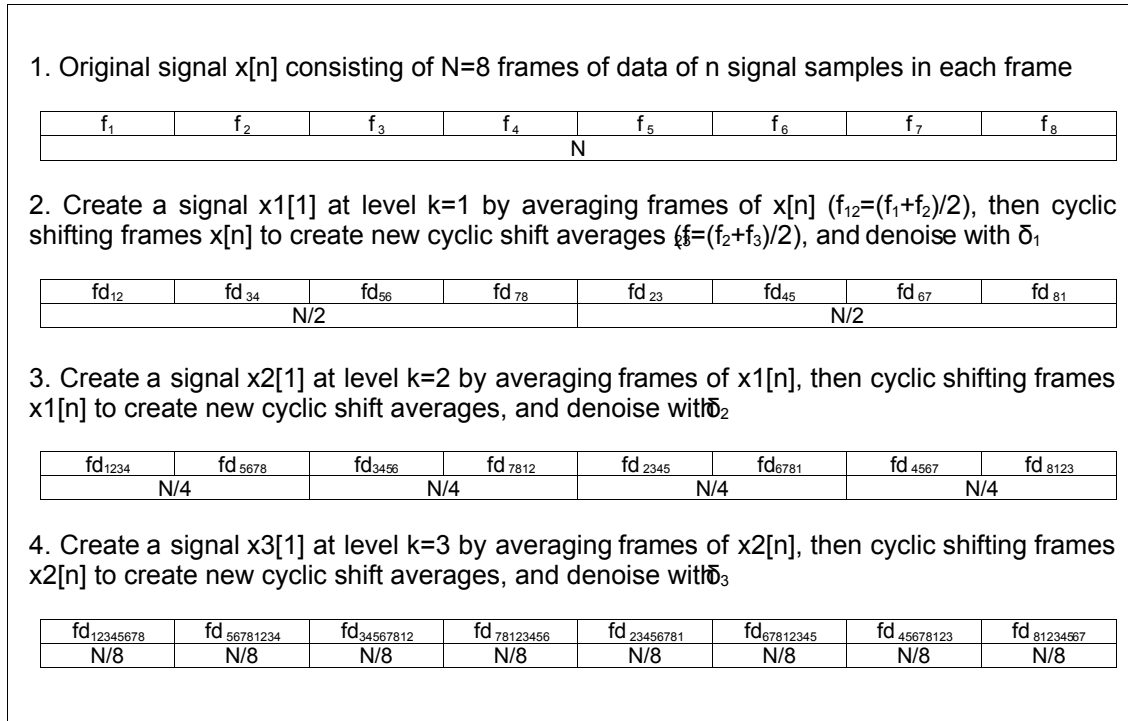 1. Original signal x[n] consisting of N=8 frames of data of n signal samples in each frame
f₁ f₂ f₃ f₄ f₅ f₆ f₇ f₈
N
2. Create a signal x1[1] at level k=1 by averaging frames of x[n] (f₁₂=(f₁+f₂)/2), then cyclic
shifting frames x[n] to create new cyclic shift averages (f₂₃=(f₂+f₃)/2), and denoise with δ₁
fd₁₂ fd₃₄ fd₅₆ fd₇₈ fd₂₃ fd₄₅ fd₆₇ fd₈₁
N/2 N/2
3. Create a signal x2[1] at level k=2 by averaging frames of x1[n], then cyclic shifting frames
x1[n] to create new cyclic shift averages, and denoise with δ₂
fd₁₂₃₄ fd₅₆₇₈ fd₃₄₅₆ fd₇₈₁₂ fd₂₃₄₅ fd₆₇₈₁ fd₄₅₆₇ fd₈₁₂₃
N/4 N/4 N/4 N/4
4. Create a signal x3[1] at level k=3 by averaging frames of x2[n], then cyclic shifting frames
x2[n] to create new cyclic shift averages, and denoise with δ₃
fd₁₂₃₄₅₆₇₈ fd₅₆₇₈₁₂₃₄ fd₃₄₅₆₇₈₁₂ fd₇₈₁₂₃₄₅₆ fd₂₃₄₅₆₇₈₁ fd₆₇₈₁₂₃₄₅ fd₄₅₆₇₈₁₂₃ fd₈₁₂₃₄₅₆₇
N/8 N/8 N/8 N/8 N/8 N/8 N/8 N/8